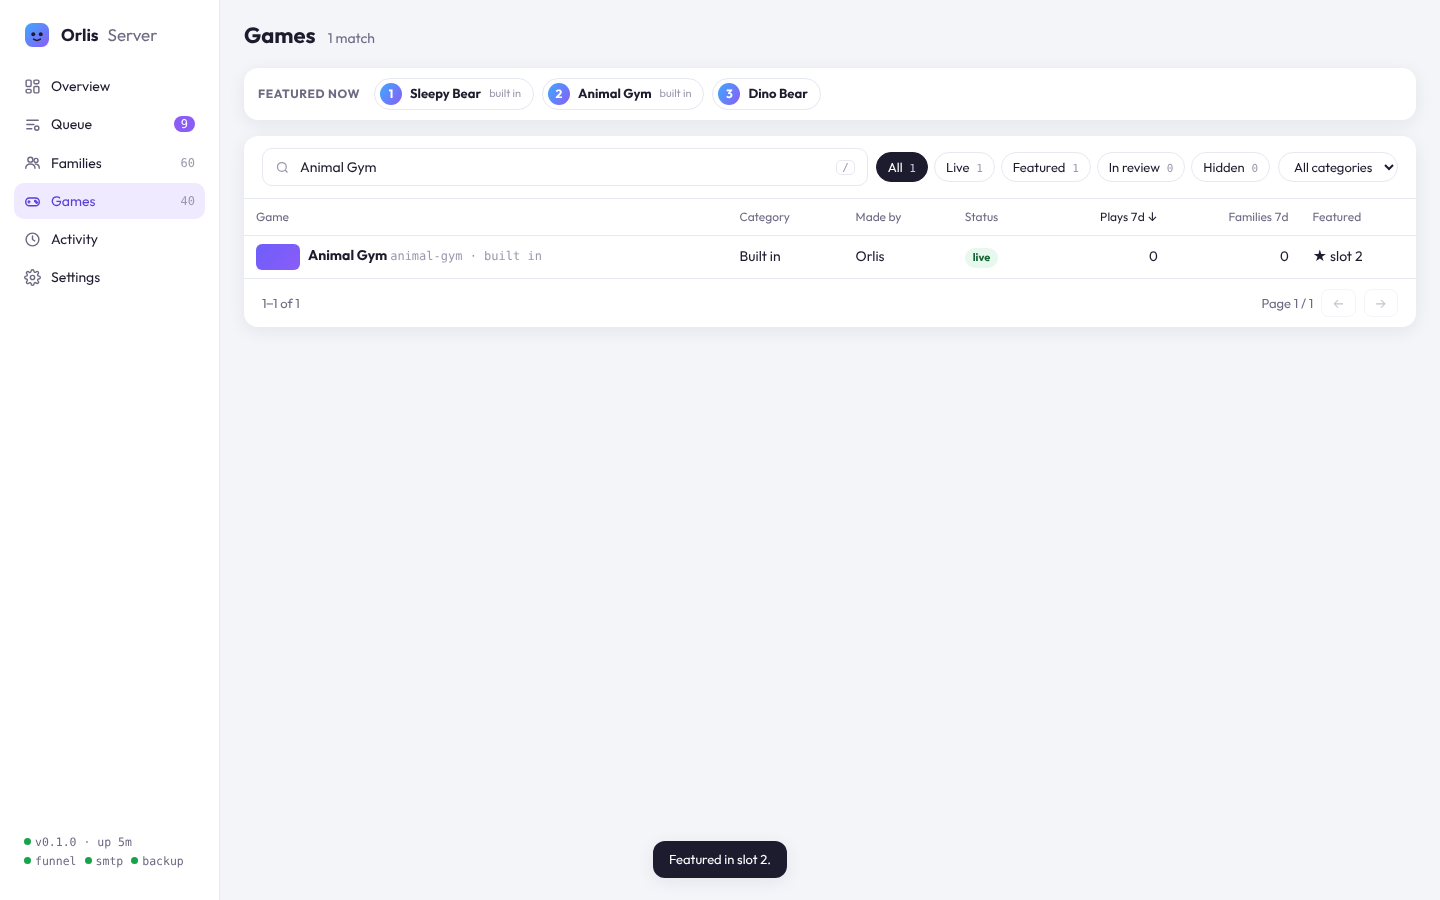 Orlis Server
Overview
Queue 9
Families 60
Games 40
Activity
Settings
v0.1.0 · up 5m
funnel smtp backup
Games 1 match
FEATURED NOW 1 Sleepy Bear built in 2 Animal Gym built in 3 Dino Bear
Animal Gym / All 1 Live 1 Featured 1 In review 0 Hidden 0 All categories
Game Category Made by Status Plays 7d ↓ Families 7d Featured
Animal Gym animal-gym · built in Built in Orlis live 0 0 ★ slot 2
1–1 of 1 Page 1 / 1 ← →
Featured in slot 2.